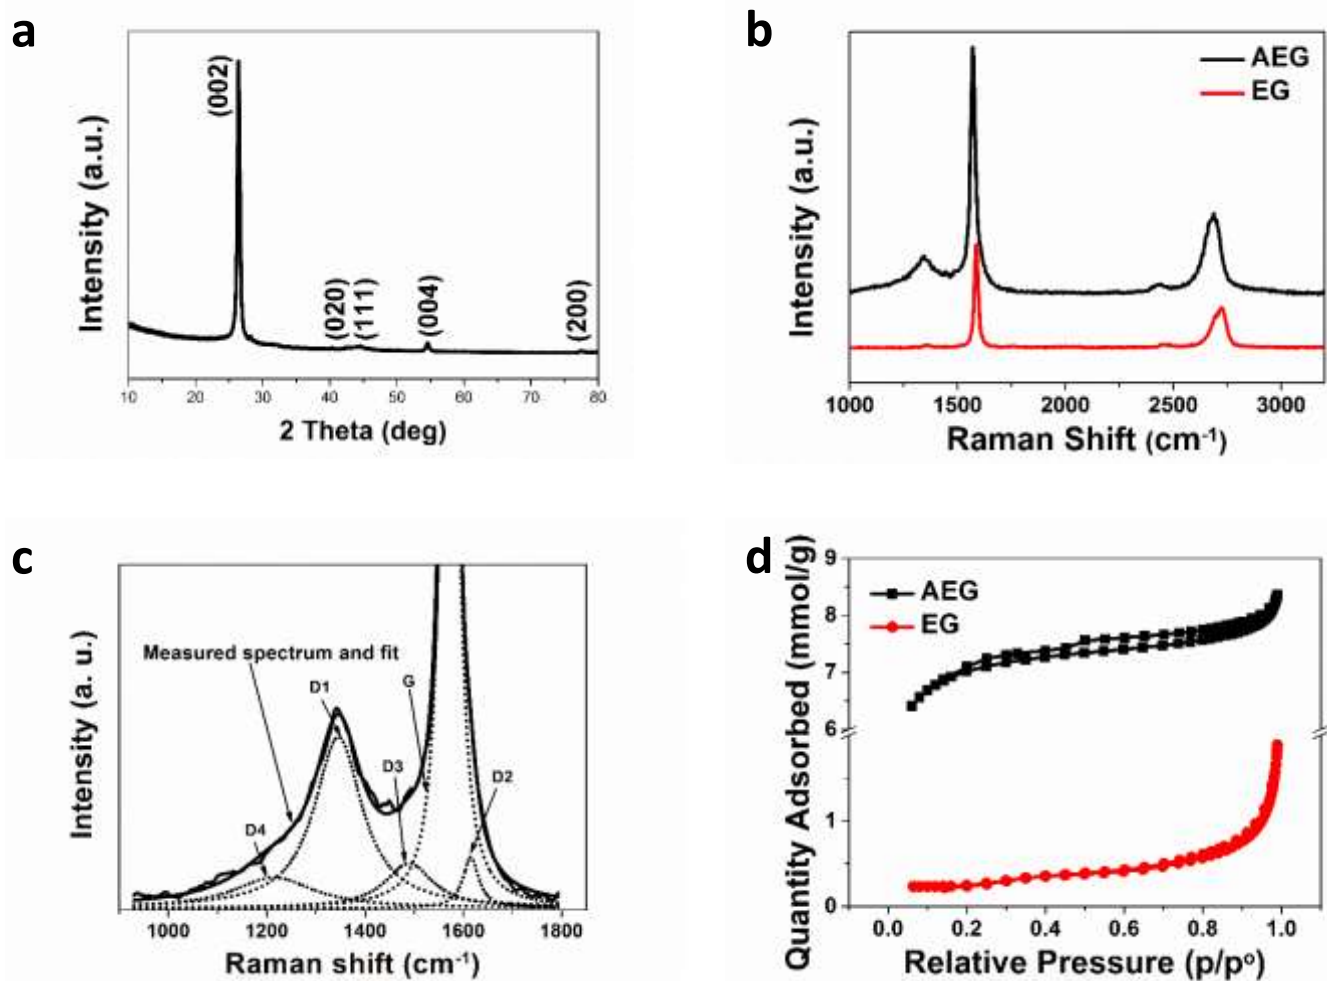 a
Intensity (a.u.)
(002)
(020)
(111)
(004)
(200)
10 20 30 40 50 60 70 80
2 Theta (deg)
b
Intensity (a.u.)
AEG
EG
1000 1500 2000 2500 3000
Raman Shift (cm-1)
c
Intensity (a. u.)
Measured spectrum and fit
D1
G
D3
D2
D4
1000 1200 1400 1600 1800
Raman shift (cm-1)
d
Quantity Adsorbed (mmol/g)
9
AEG
8
EG
7
6
1
0
0.0 0.2 0.4 0.6 0.8 1.0
Relative Pressure (p/po)